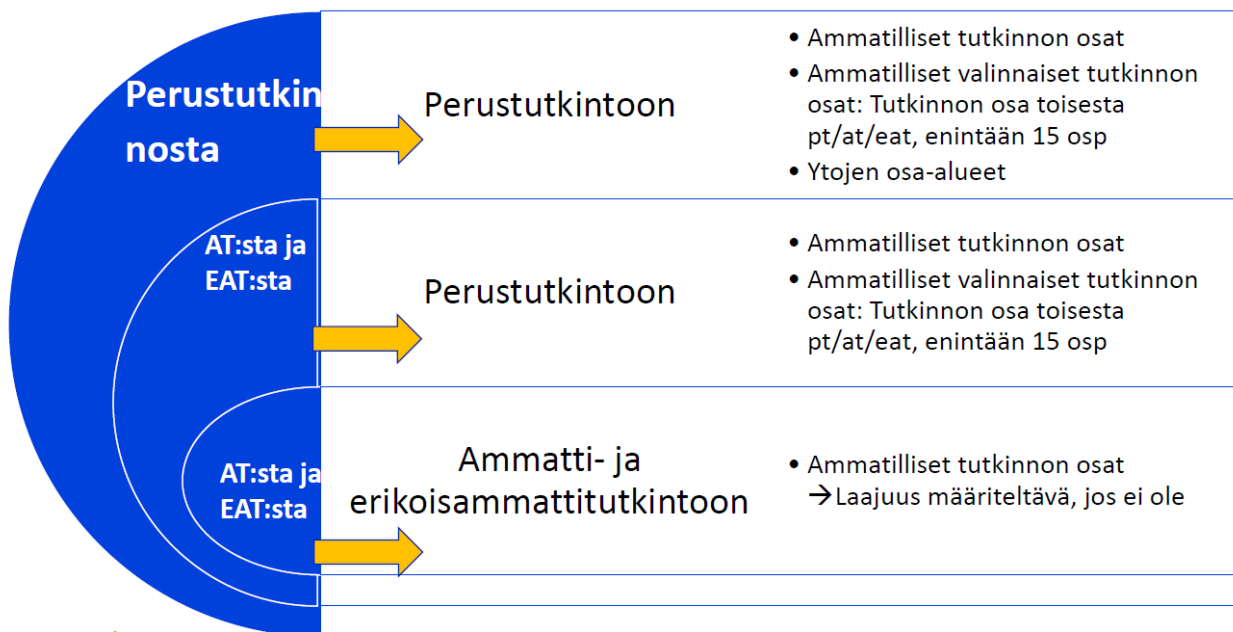 Perustutkin
nosta
Perustutkintoon
• Ammatilliset tutkinnon osat
• Ammatilliset valinnaiset tutkinnon
osat: Tutkinnon osa toisesta
pt/at/eat, enintään 15 osp
• Ytojen osa-alueet
AT:sta ja
EAT:sta
Perustutkintoon
• Ammatilliset tutkinnon osat
• Ammatilliset valinnaiset tutkinnon
osat: Tutkinnon osa toisesta
pt/at/eat, enintään 15 osp
AT:sta ja
EAT:sta
Ammatti- ja
erikoisammattitutkintoon
• Ammatilliset tutkinnon osat
→Laajuus määriteltävä, jos ei ole